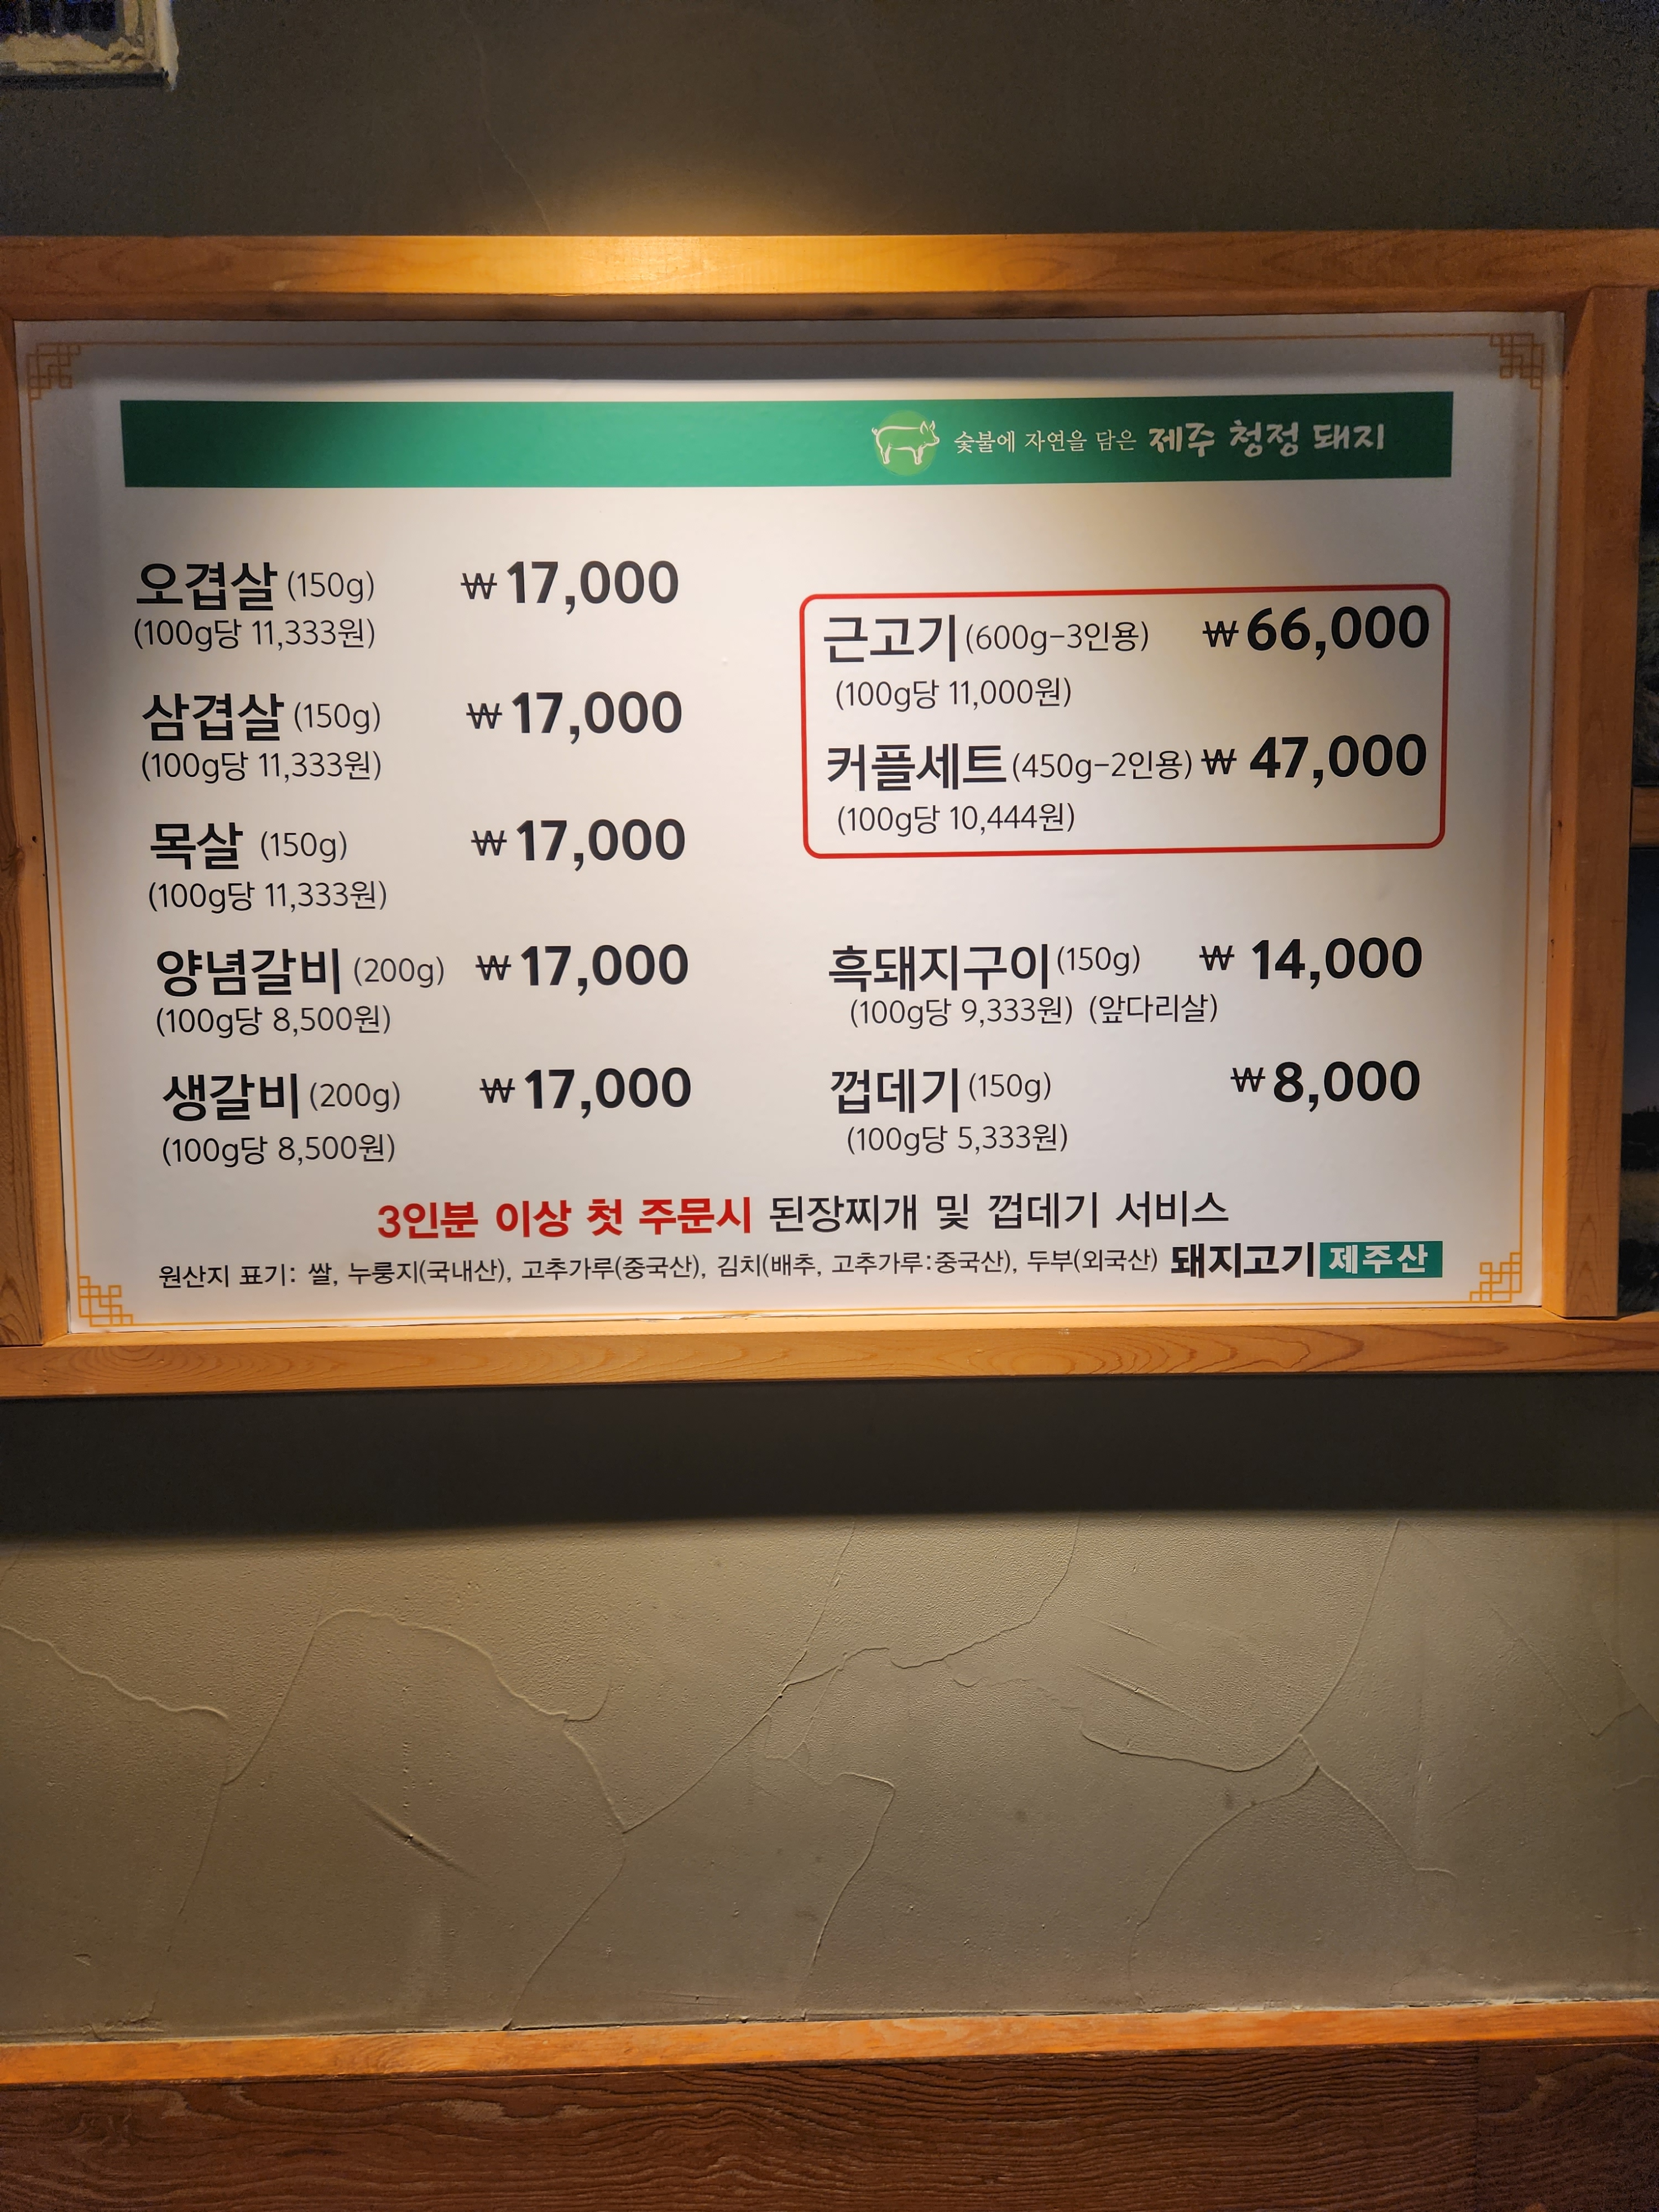 숯불에 자연을 담은 제주 청정 돼지
오겹살 (150g) ₩17,000
(100g당 11,333원)
삼겹살 (150g) ₩17,000
(100g당 11,333원)
목살 (150g) ₩17,000
(100g당 11,333원)
양념갈비 (200g) ₩17,000
(100g당 8,500원)
생갈비 (200g) ₩17,000
(100g당 8,500원)
근고기 (600g-3인용) ₩66,000
(100g당 11,000원)
커플세트 (450g-2인용) ₩ 47,000
(100g당 10,444원)
흑돼지구이 (150g) ₩ 14,000
(100g당 9,333원) (앞다리살)
껍데기 (150g) ₩8,000
(100g당 5,333원)
3인분 이상 첫 주문시 된장찌개 및 껍데기 서비스
원산지 표기: 쌀, 누룽지(국내산), 고추가루(중국산), 김치(배추, 고추가루:중국산), 두부(외국산) 돼지고기 제주산